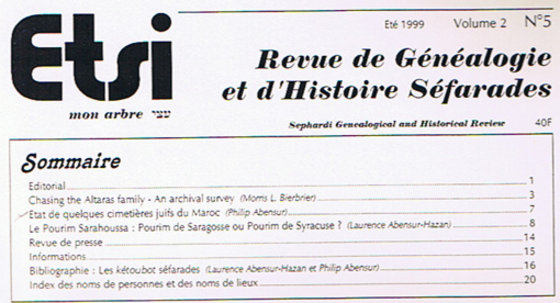 Etsi
mon arbre עצי
Eté 1999 Volume 2 N°5
Revue de Généalogie
et d'Histoire Séfarades
Sephardi Genealogical and Historical Review 40F
Sommaire
Editorial 1
Chasing the Altaras family - An archival survey (Morris L. Bierbrier) 3
Etat de quelques cimetières juifs du Maroc (Philip Abensur) 7
Le Pourim Sarahoussa : Pourim de Saragosse ou Pourim de Syracuse ? (Laurence Abensur-Hazan) 8
Revue de presse 14
Informations 15
Bibliographie : Les kétoubot séfarades (Laurence Abensur-Hazan et Philip Abensur) 16
Index des noms de personnes et des noms de lieux 20